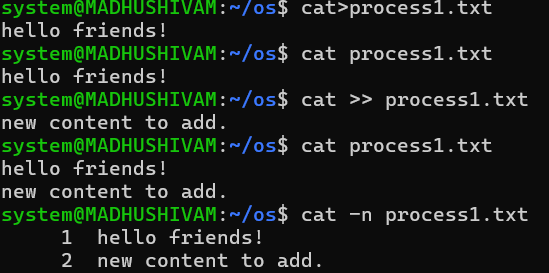 system@MADHUSHIVAM:~/os$ cat>process1.txt
hello friends!
system@MADHUSHIVAM:~/os$ cat process1.txt
hello friends!
system@MADHUSHIVAM:~/os$ cat >> process1.txt
new content to add.
system@MADHUSHIVAM:~/os$ cat process1.txt
hello friends!
new content to add.
system@MADHUSHIVAM:~/os$ cat -n process1.txt
     1  hello friends!
     2  new content to add.